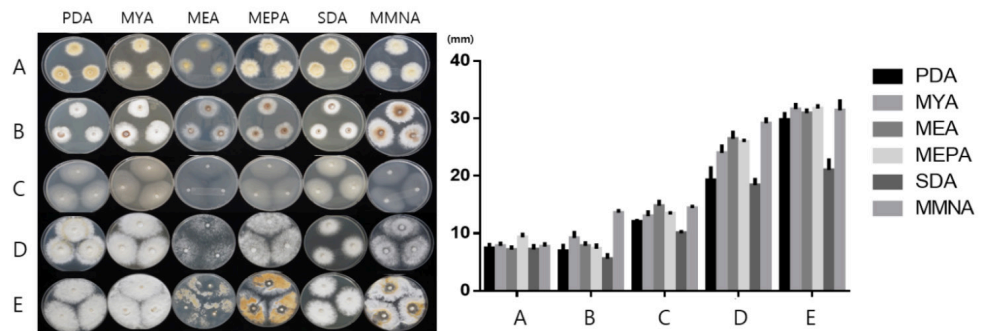 PDA MYA MEA MEPA SDA MMNA
A
B
C
D
E
(mm)
40
30
20
10
0
A B C D E
PDA
MYA
MEA
MEPA
SDA
MMNA